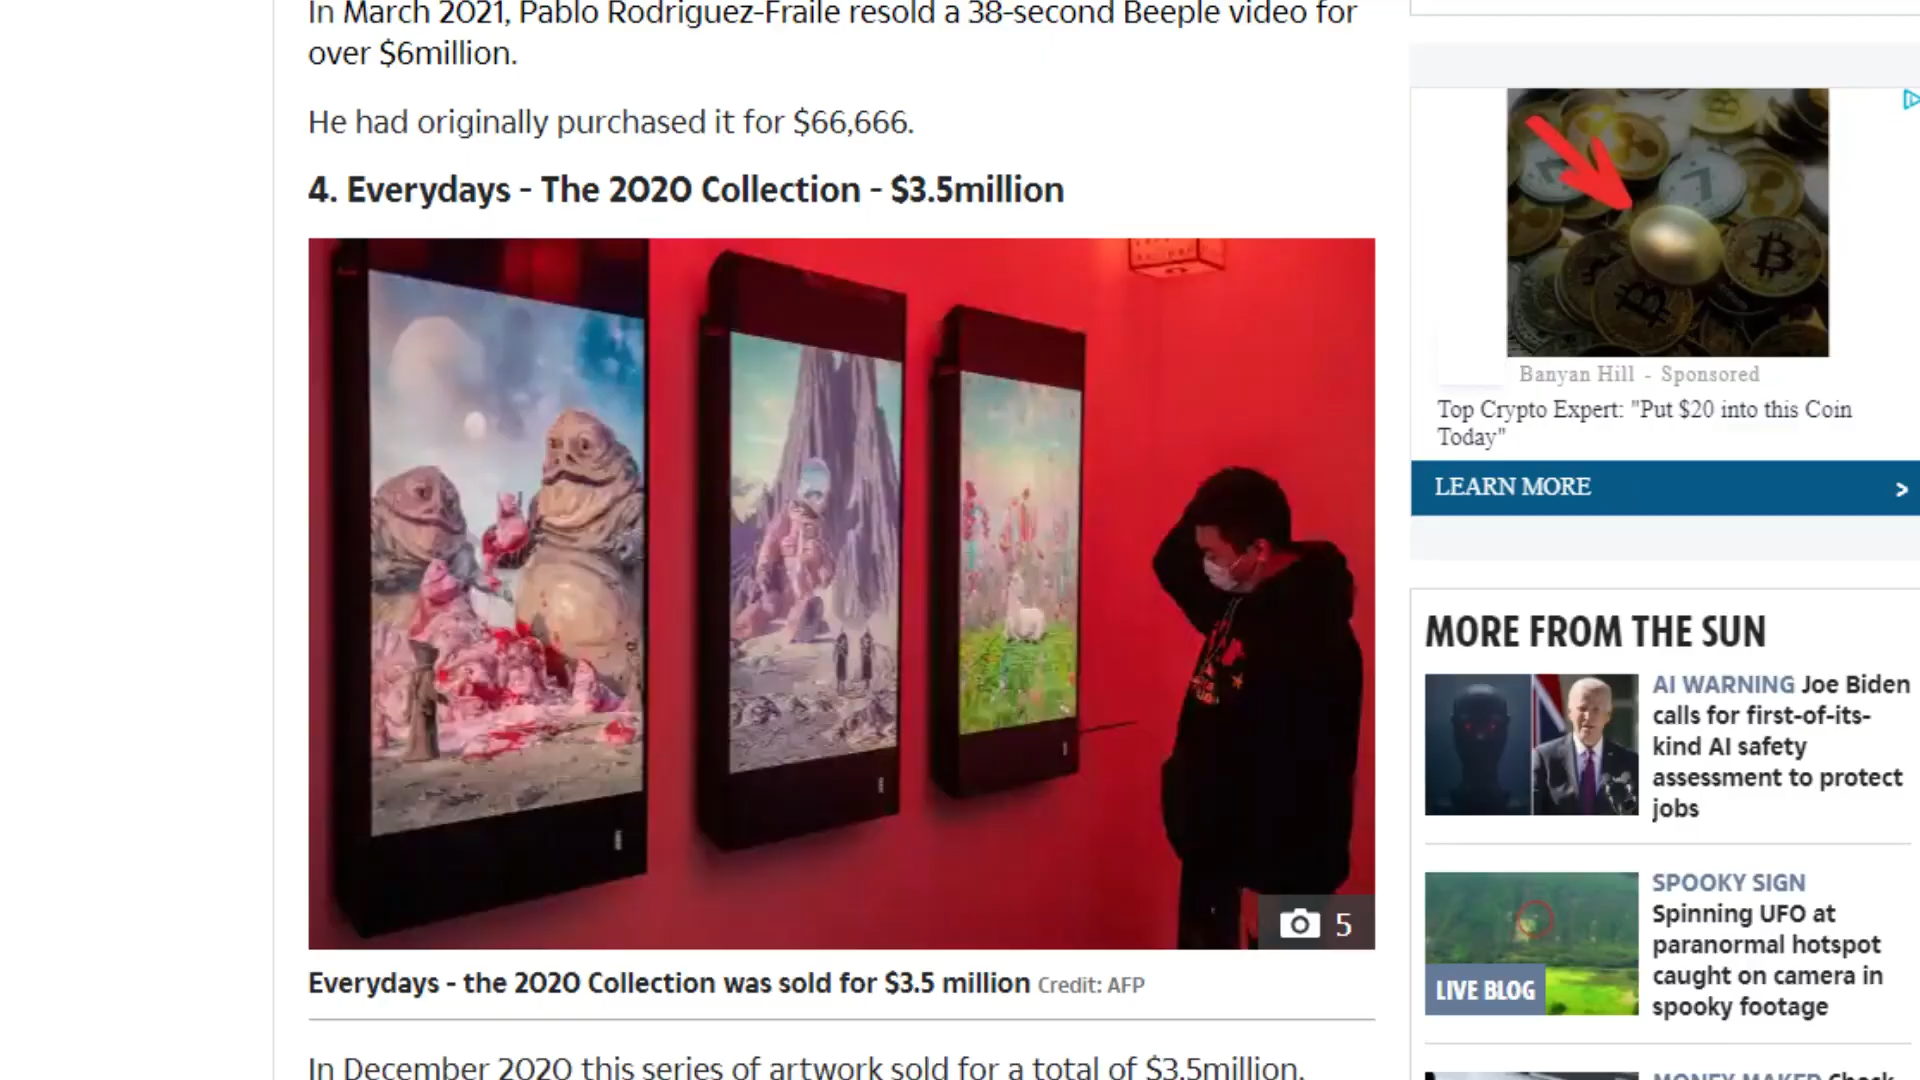 In March 2021, Pablo Rodriguez-Fraile resold a 38-second Beeple video for
over $6million.
He had originally purchased it for $66,666.
4. Everydays - The 2020 Collection - $3.5million
5
Everydays - the 2020 Collection was sold for $3.5 million Credit: AFP
In December 2020 this series of artwork sold for a total of $3.5million.
Banyan Hill - Sponsored
Top Crypto Expert: "Put $20 into this Coin
Today"
LEARN MORE >
MORE FROM THE SUN
AI WARNING Joe Biden
calls for first-of-its-
kind AI safety
assessment to protect
jobs
SPOOKY SIGN
Spinning UFO at
paranormal hotspot
caught on camera in
spooky footage
LIVE BLOG
MONEY MAKER Check